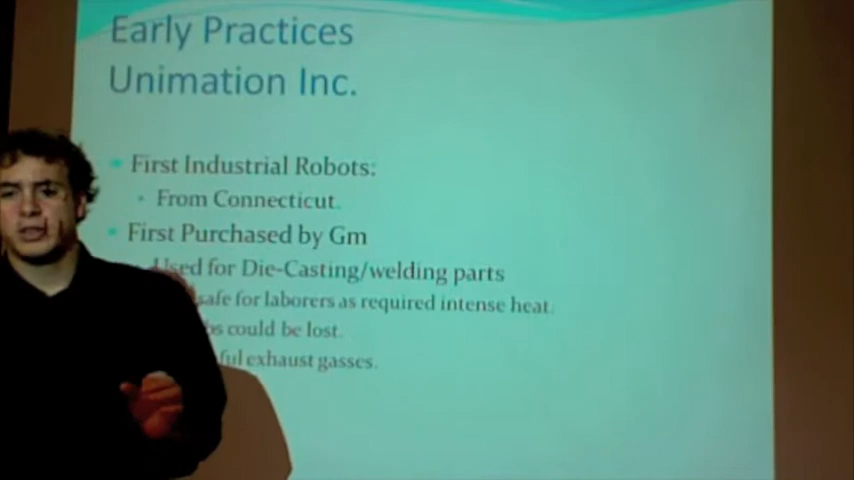 Early Practices
Unimation Inc.
First Industrial Robots:
From Connecticut.
First Purchased by Gm
Used for Die-Casting/welding parts
safe for laborers as required intense heat.
could be lost.
exhaust gasses.